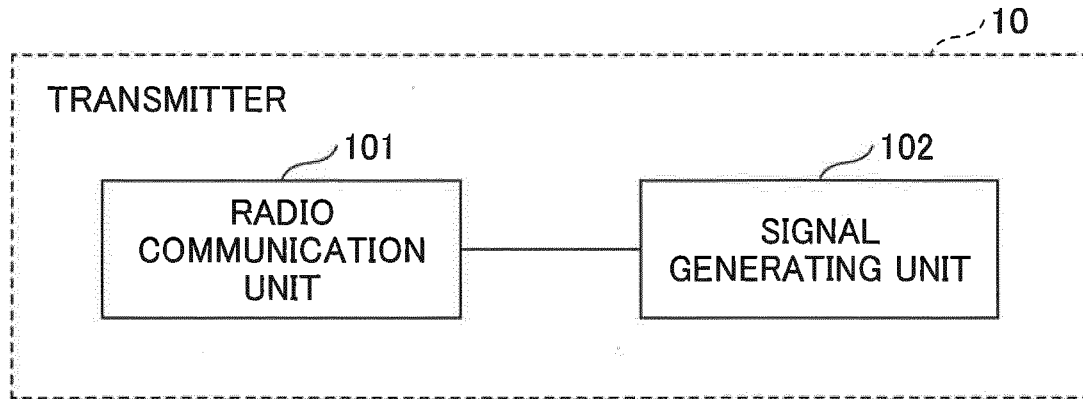 10
TRANSMITTER
101
102
RADIO
COMMUNICATION
UNIT
SIGNAL
GENERATING UNIT